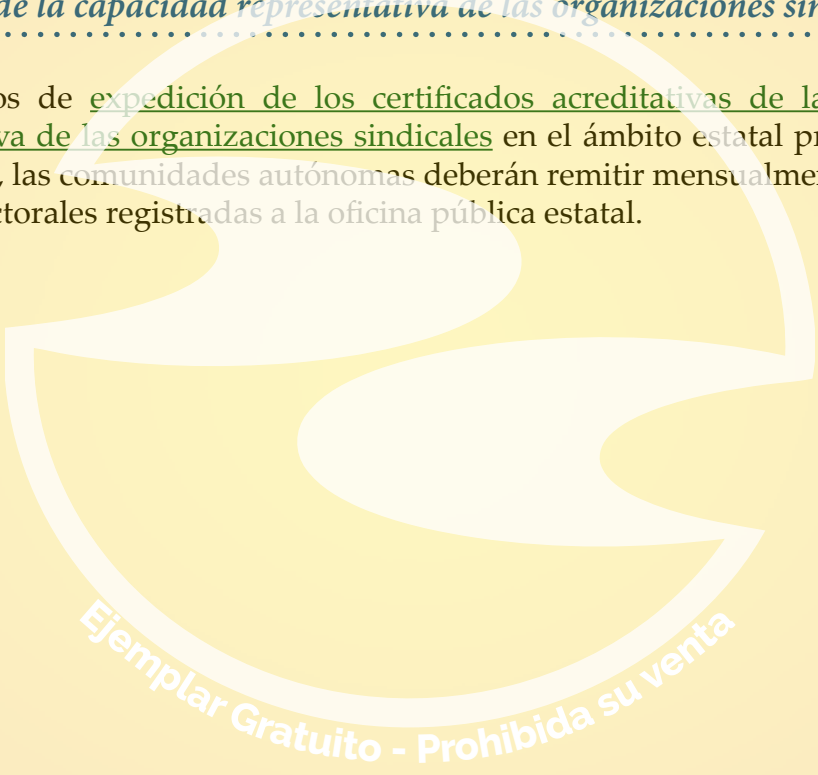 de la capacidad representativa de las organizaciones sin
os de expedición de los certificados acreditativas de la
va de las organizaciones sindicales en el ámbito estatal pr
, las comunidades autónomas deberán remitir mensualme
ctorales registradas a la oficina pública estatal.
Ejemplar Gratuito - Prohibida su venta